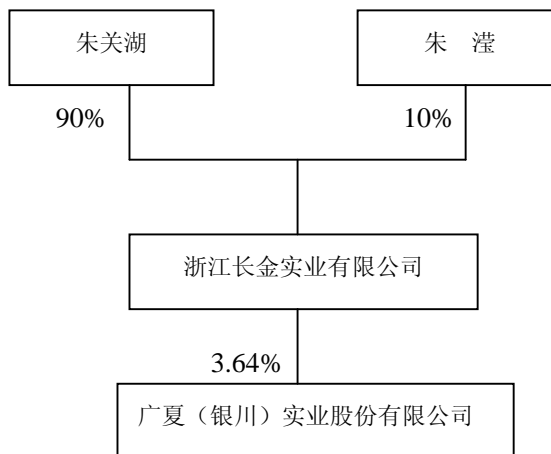 朱关湖
朱 滢
90%
10%
浙江长金实业有限公司
3.64%
广夏（银川）实业股份有限公司